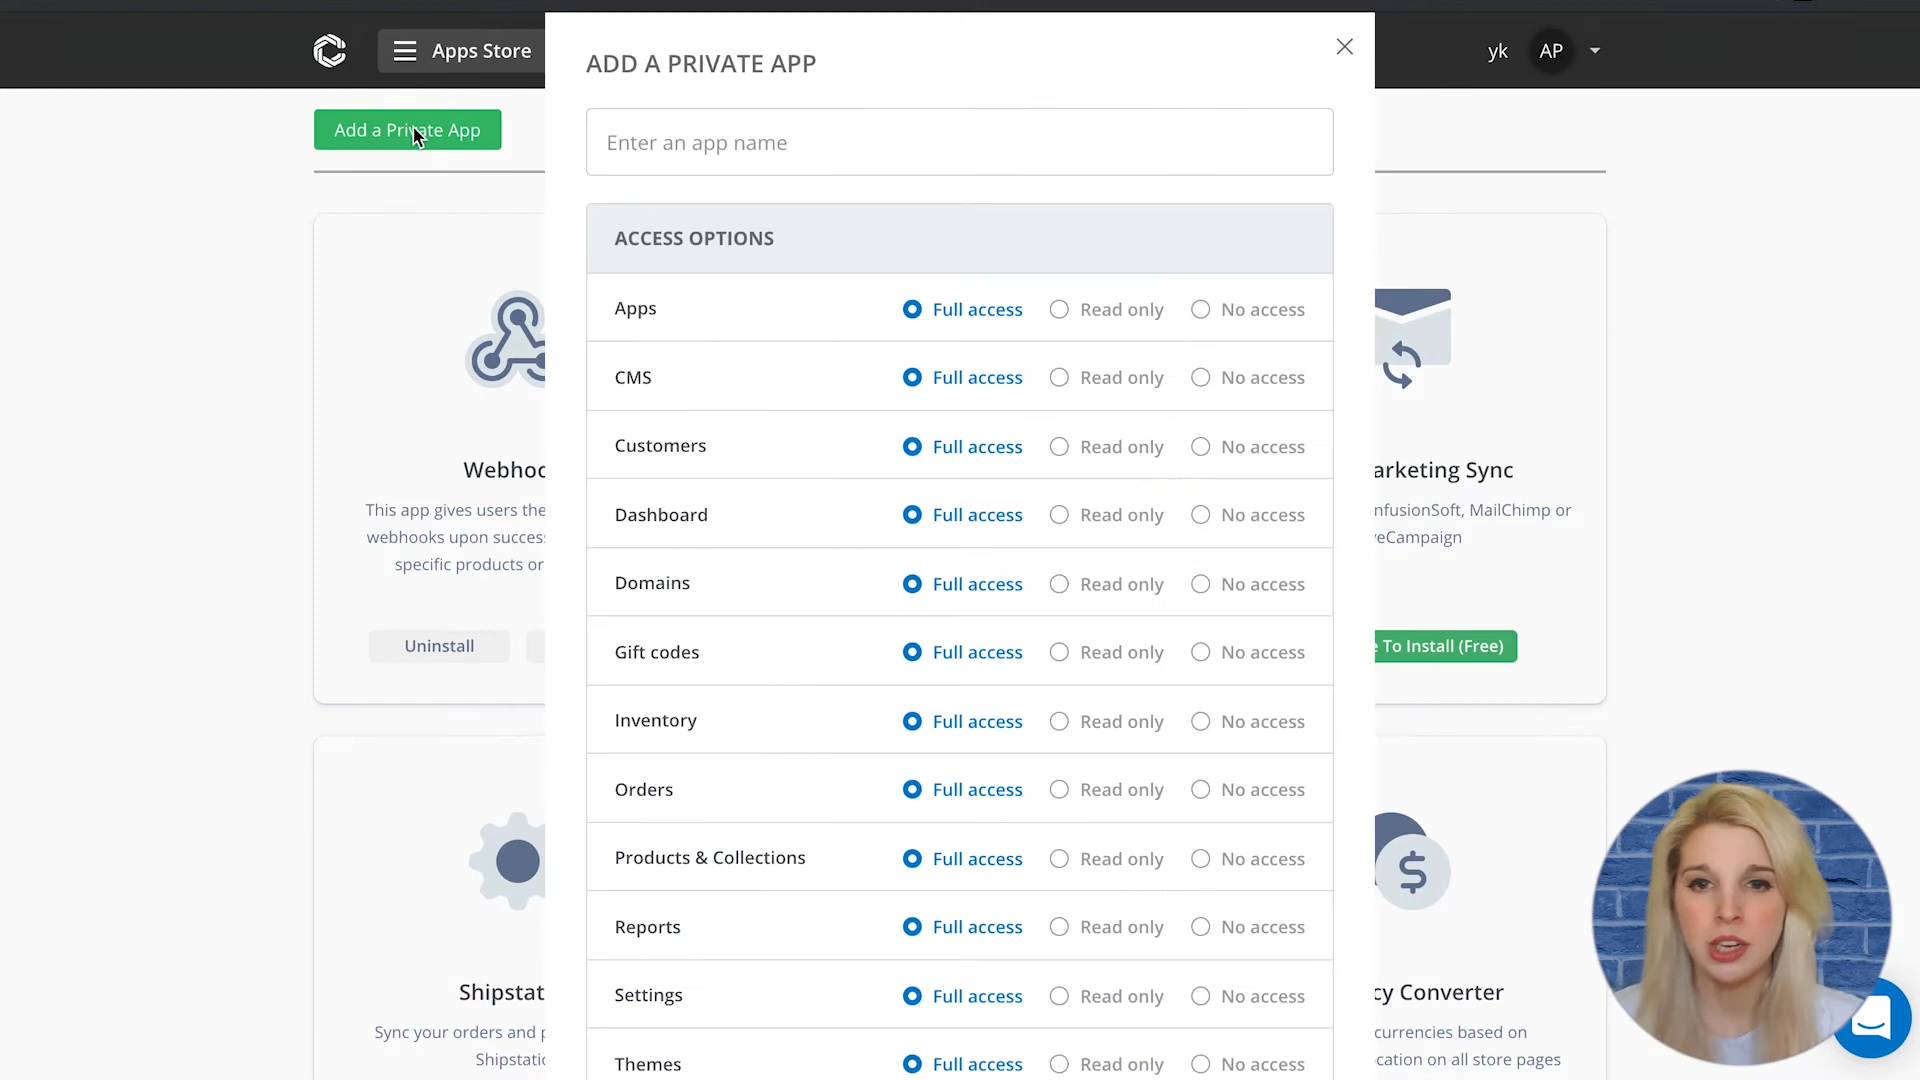 Apps Store
yk
AP
Add a Private App
ADD A PRIVATE APP
Enter an app name
ACCESS OPTIONS
Apps Full access Read only No access
CMS Full access Read only No access
Customers Full access Read only No access
Dashboard Full access Read only No access
Domains Full access Read only No access
Gift codes Full access Read only No access
Inventory Full access Read only No access
Orders Full access Read only No access
Products & Collections Full access Read only No access
Reports Full access Read only No access
Settings Full access Read only No access
Themes Full access Read only No access
Webhoo
This app gives users the
webhooks upon succes
specific products or
Uninstall
arketing Sync
nfusionSoft, MailChimp or
veCampaign
To Install (Free)
Shipstat
Sync your orders and p
Shipstatio
cy Converter
currencies based on
ocation on all store pages